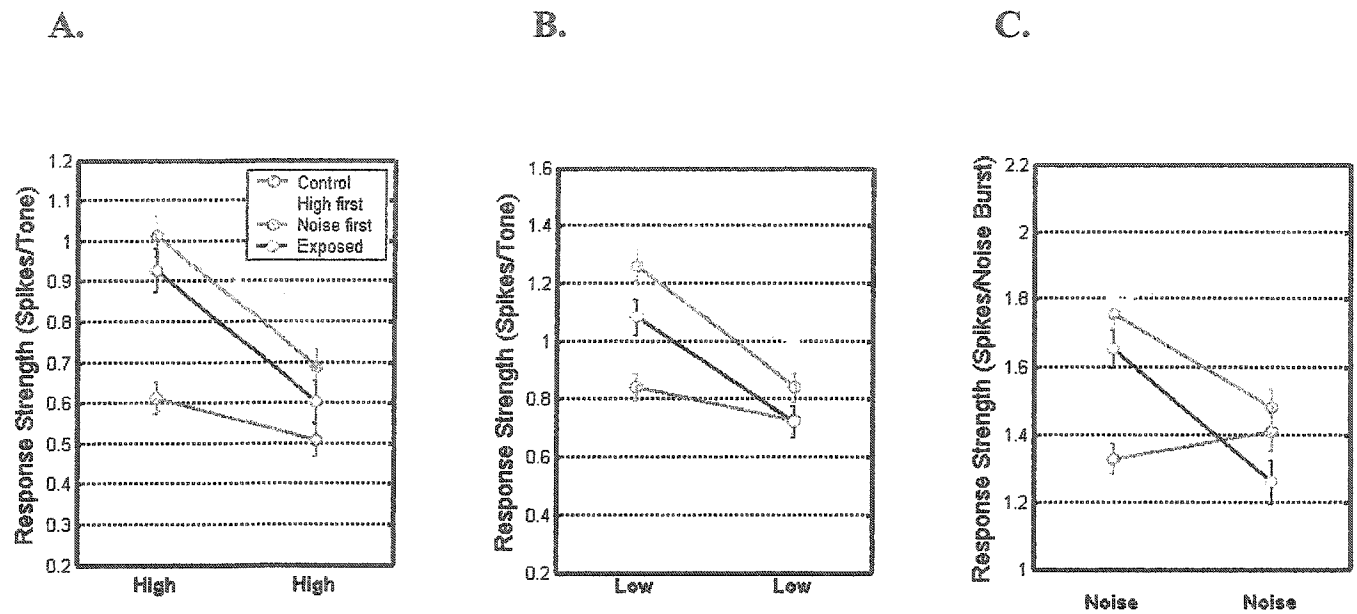 A.
B.
C.
Response Strength (Spikes/Tone)
1.2
1.1
1
0.9
0.8
0.7
0.6
0.5
0.4
0.3
0.2
Control
High first
Noise first
Exposed
High High
Response Strength (Spikes/Tone)
1.6
1.4
1.2
1
0.8
0.6
0.4
0.2
Low Low
Response Strength (Spikes/Noise Burst)
2.2
2
1.8
1.6
1.4
1.2
1
Noise Noise